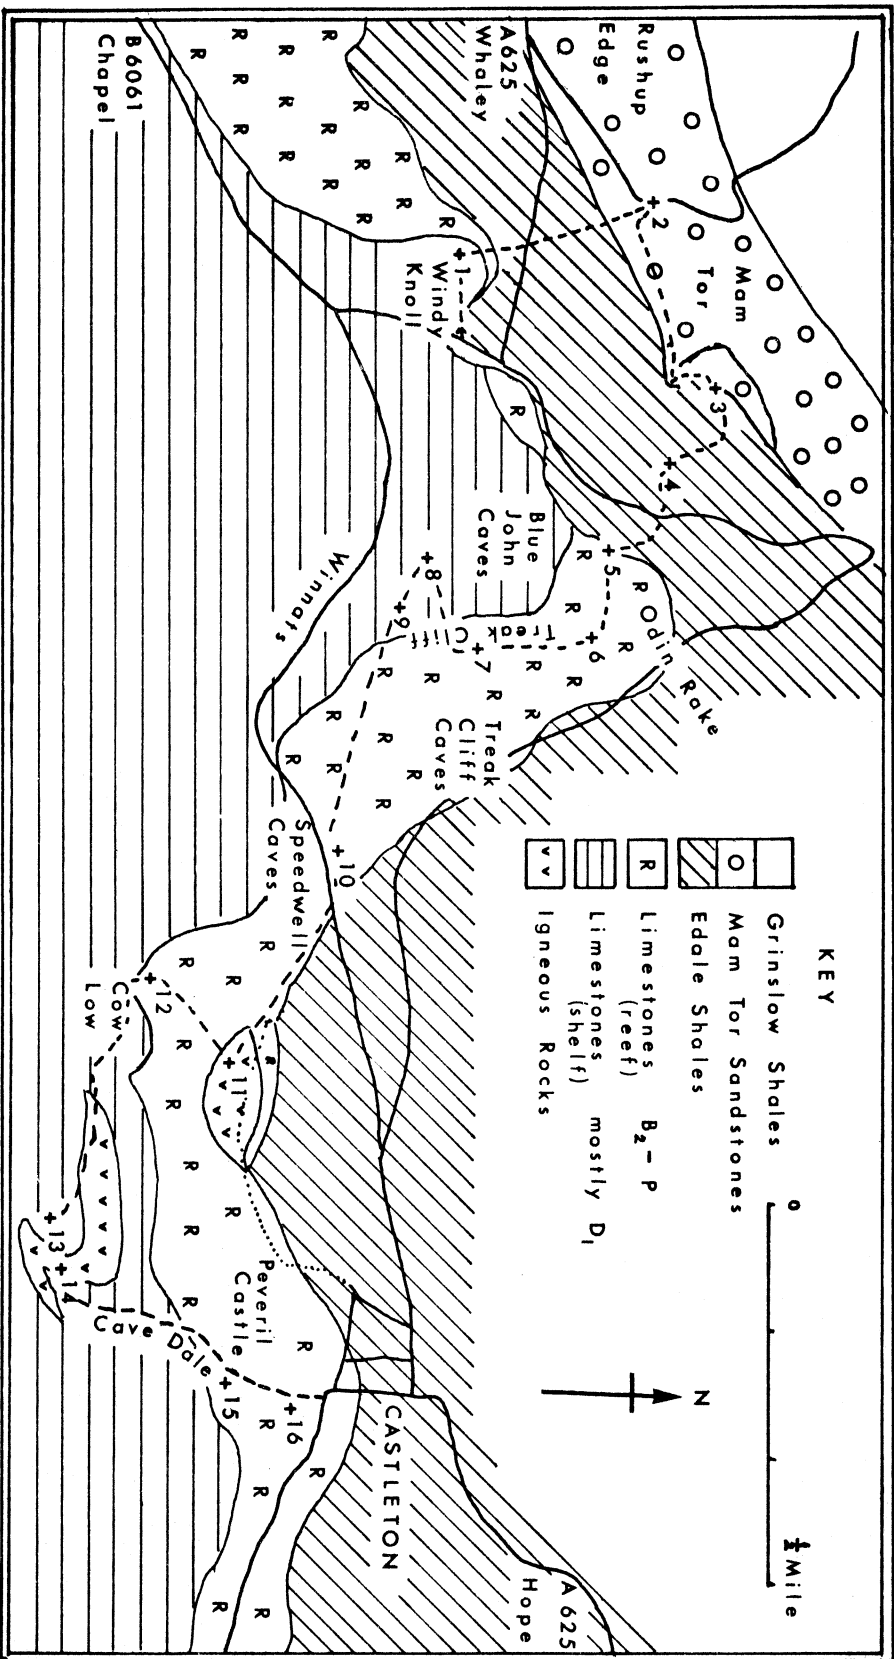 Rushup
Edge
A 625
Whaley
B 6061
Chapel
Mam
Tor
Windy
Knoll
Blue
John
Caves
Odin Rake
Treak Cliff
Treak
Cliff
Caves
Winnats
Speedwell
Caves
Cow
Low
Peveril
Castle
Cave Dale
CASTLETON
A 625
Hope
1
2
3
4
5
6
7
8
9
10
11
12
13
14
15
16
KEY
Grinslow Shales
O Mam Tor Sandstones
Edale Shales
R Limestones B₂ – P
(reef)
Limestones mostly D₁
(shelf)
v v Igneous Rocks
0 ½ Mile
N